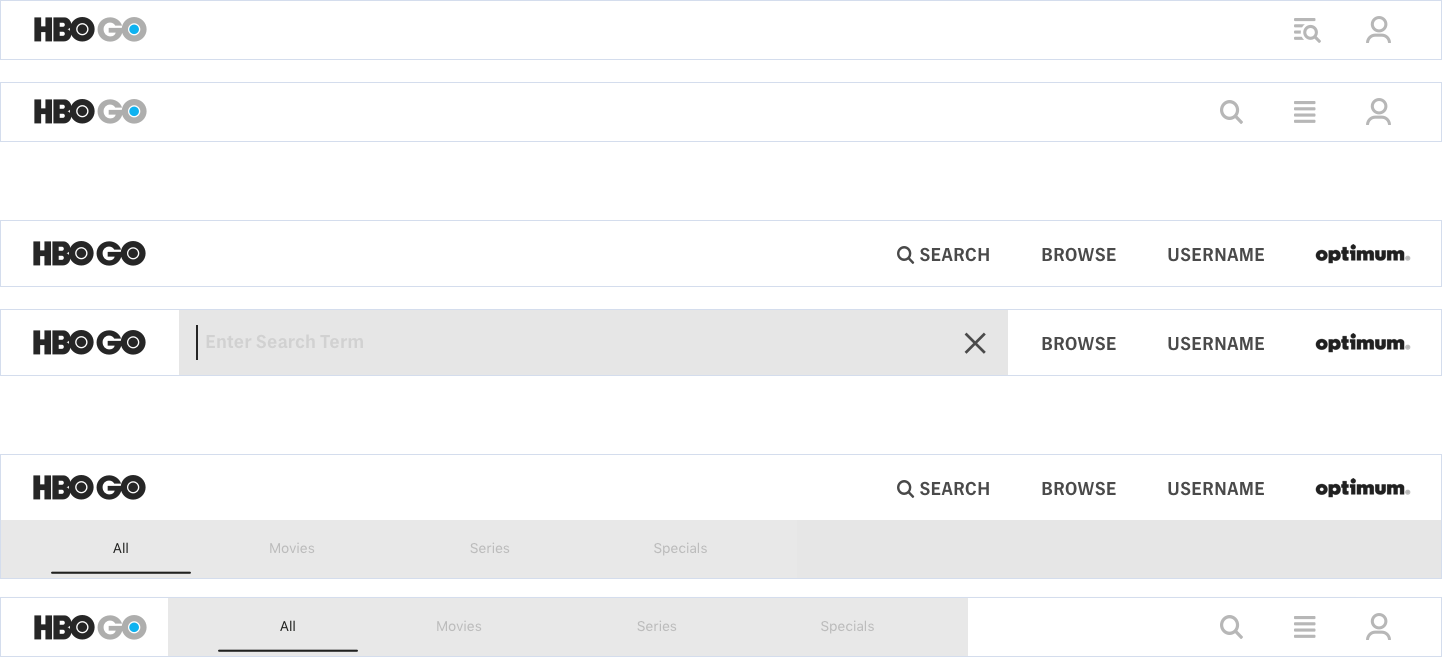 HBO GO
HBO GO
HBO GO SEARCH BROWSE USERNAME optimum.
HBO GO Enter Search Term BROWSE USERNAME optimum.
HBO GO SEARCH BROWSE USERNAME optimum.
All Movies Series Specials
HBO GO All Movies Series Specials